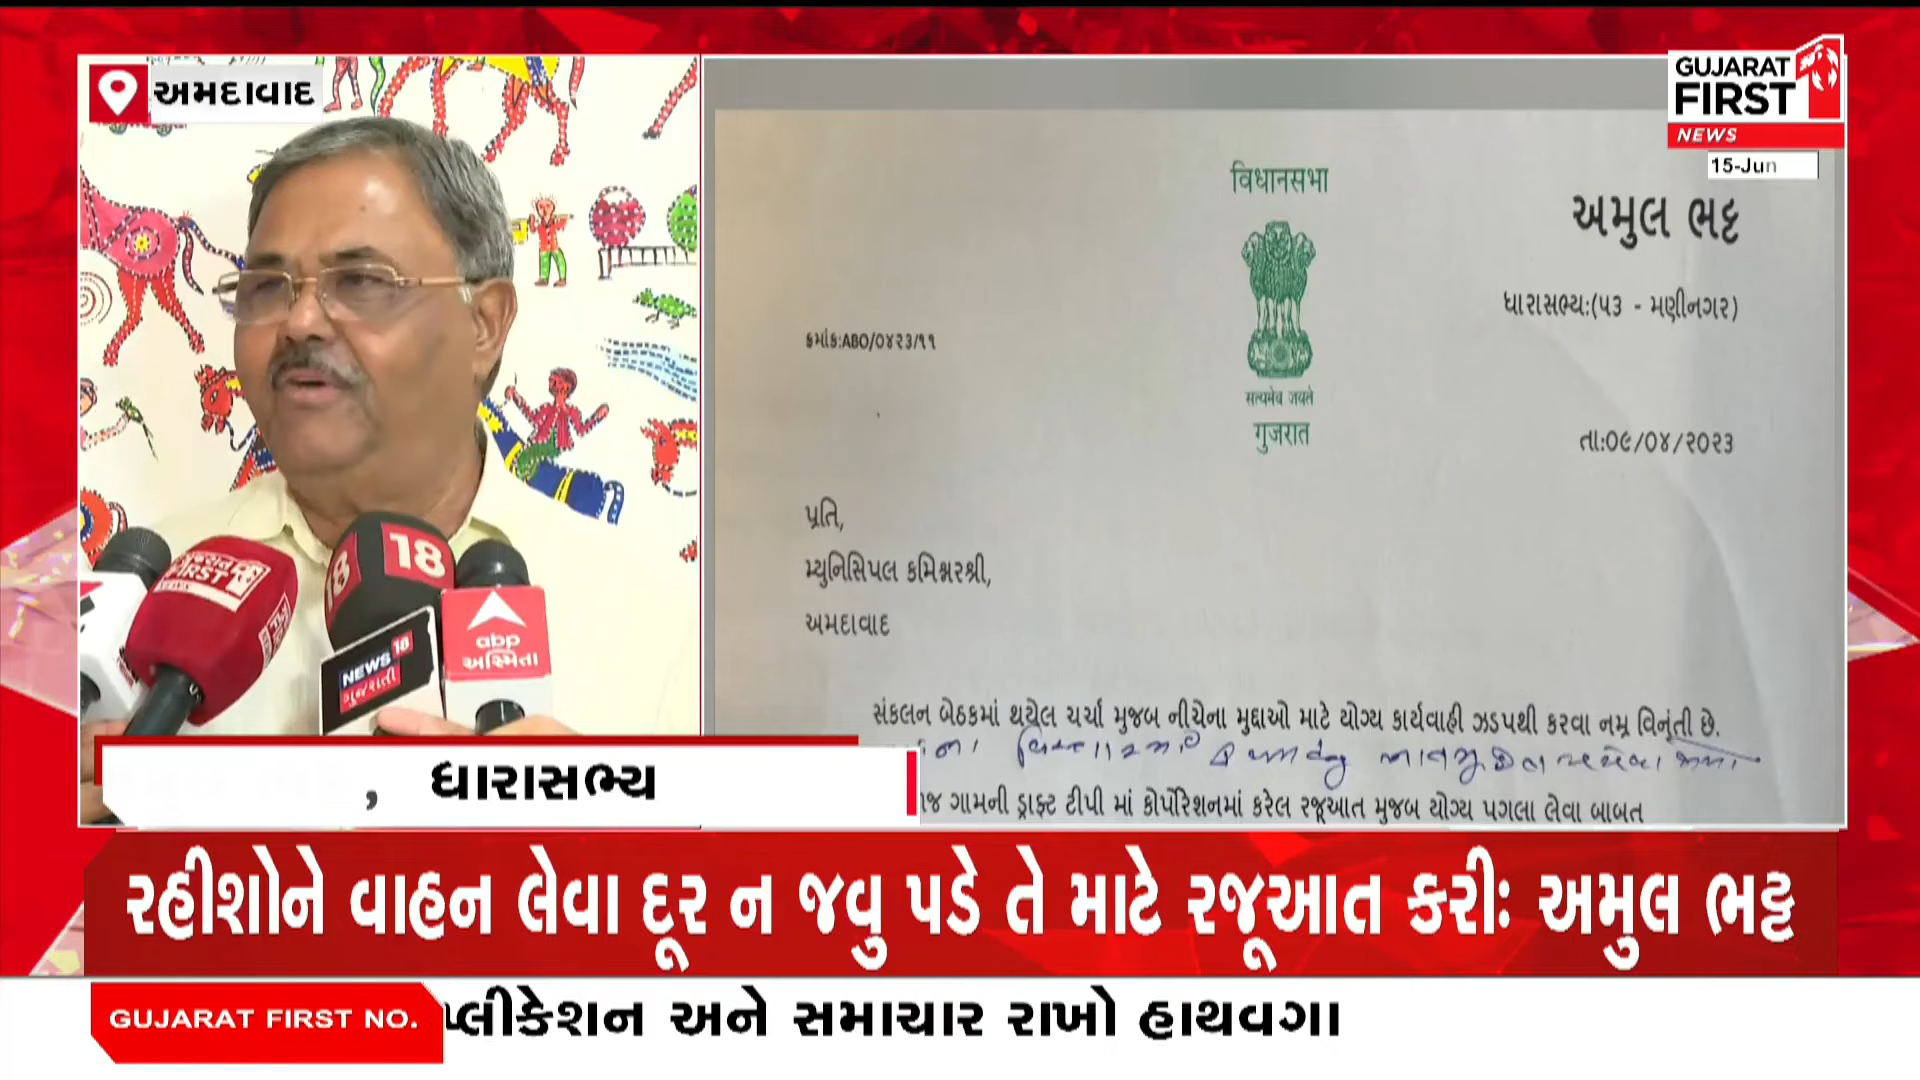 અમદાવાદ
GUJARAT
FIRST
NEWS
15-Jun
विधानसभा
અમુલ ભટ્ટ
ધારાસભ્ય:(૫૩ - મણીનગર)
ક્રમાંક:ABO/૦૪૨૩/૧૧
सत्यमेव जयते
गुजरात
તા:૦૯/૦૪/૨૦૨૩
પ્રતિ,
મ્યુનિસિપલ કમિશ્નરશ્રી,
અમદાવાદ
સંકલન બેઠકમાં થયેલ ચર્ચા મુજબ નીચેના મુદ્દાઓ માટે યોગ્ય કાર્યવાહી ઝડપથી કરવા નમ્ર વિનંતી છે.
ગામની ડ્રાફ્ટ ટીપી માં કોર્પોરેશનમાં કરેલ રજૂઆત મુજબ યોગ્ય પગલા લેવા બાબત
ગુજરાત
FIRST
18
18
NEWS 18
ગુજરાતી
abp
અસ્મિતા
, ધારાસભ્ય
રહીશોને વાહન લેવા દૂર ન જવુ પડે તે માટે રજૂઆત કરીઃ અમુલ ભટ્ટ
GUJARAT FIRST NO.
પ્લીકેશન અને સમાચાર રાખો હાથવગા